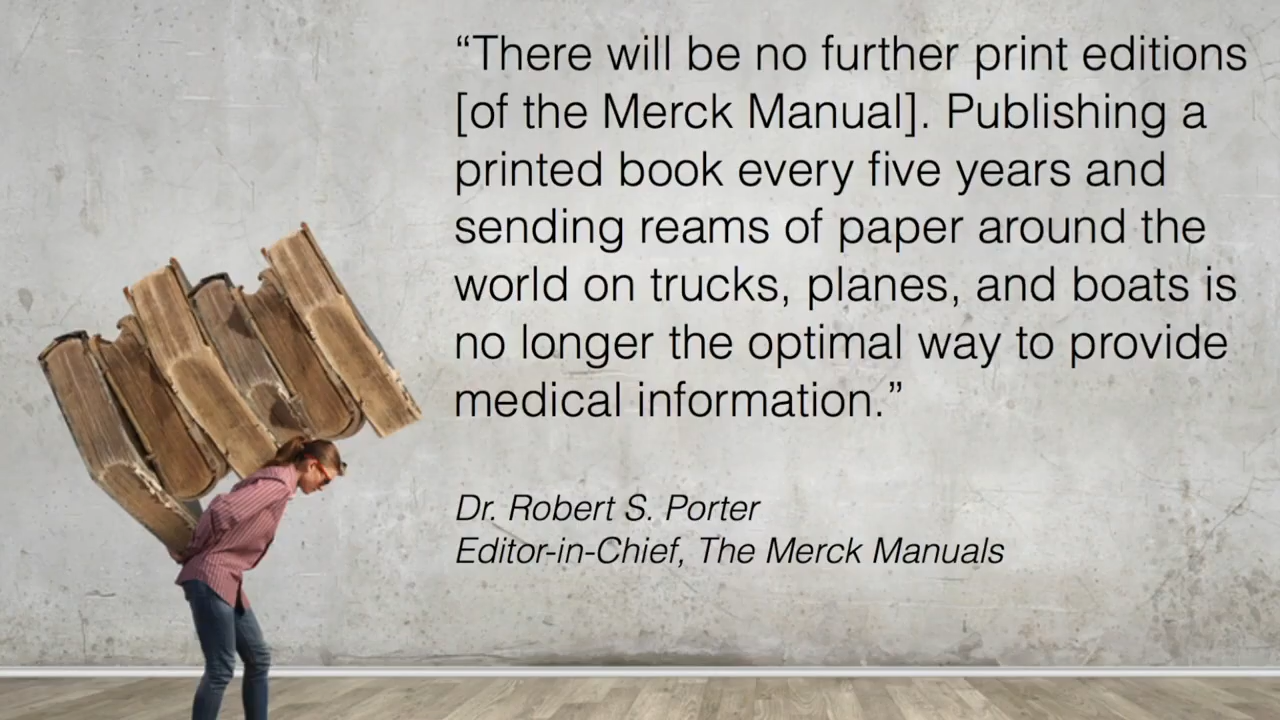 “There will be no further print editions
[of the Merck Manual]. Publishing a
printed book every five years and
sending reams of paper around the
world on trucks, planes, and boats is
no longer the optimal way to provide
medical information.”
Dr. Robert S. Porter
Editor-in-Chief, The Merck Manuals